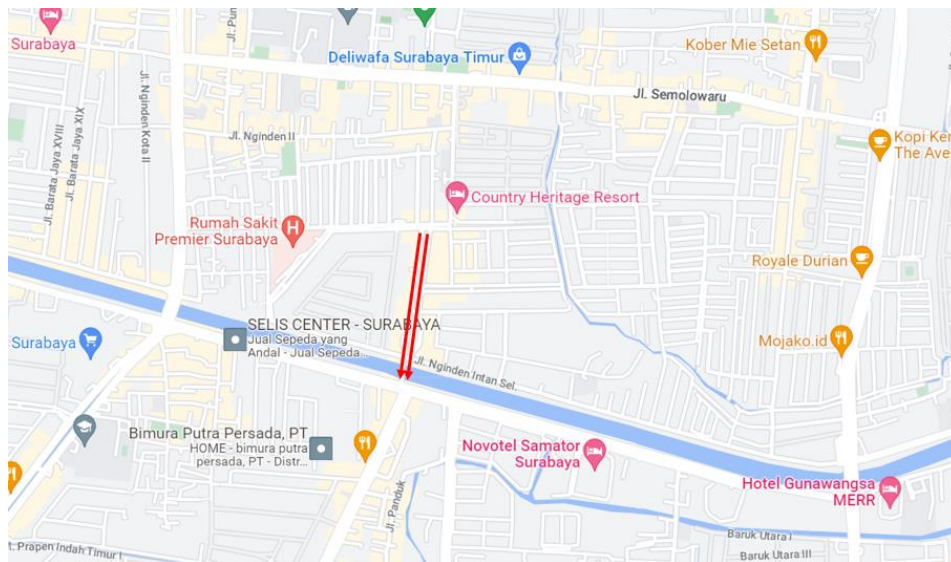 Surabaya
Jl. Pun
Deliwafa Surabaya Timur
Kober Mie Setan
Jl. Nginden Kota II
Jl. Semolowaru
Jl. Barata Jaya XVIII
Jl. Barata Jaya XIX
Jl. Nginden II
Kopi Ken
The Ave
Country Heritage Resort
Rumah Sakit
Premier Surabaya
Royale Durian
SELIS CENTER - SURABAYA
Jual Sepeda yang
Andal - Jual Sepeda...
Surabaya
Mojako.id
Jl. Nginden Intan Sel.
Bimura Putra Persada, PT
HOME - bimura putra
persada, PT - Distr...
Novotel Samator
Surabaya
Hotel Gunawangsa
MERR
Jl. Panduk
Baruk Utara I
Baruk Utara III
l. Prapen Indah Timur I